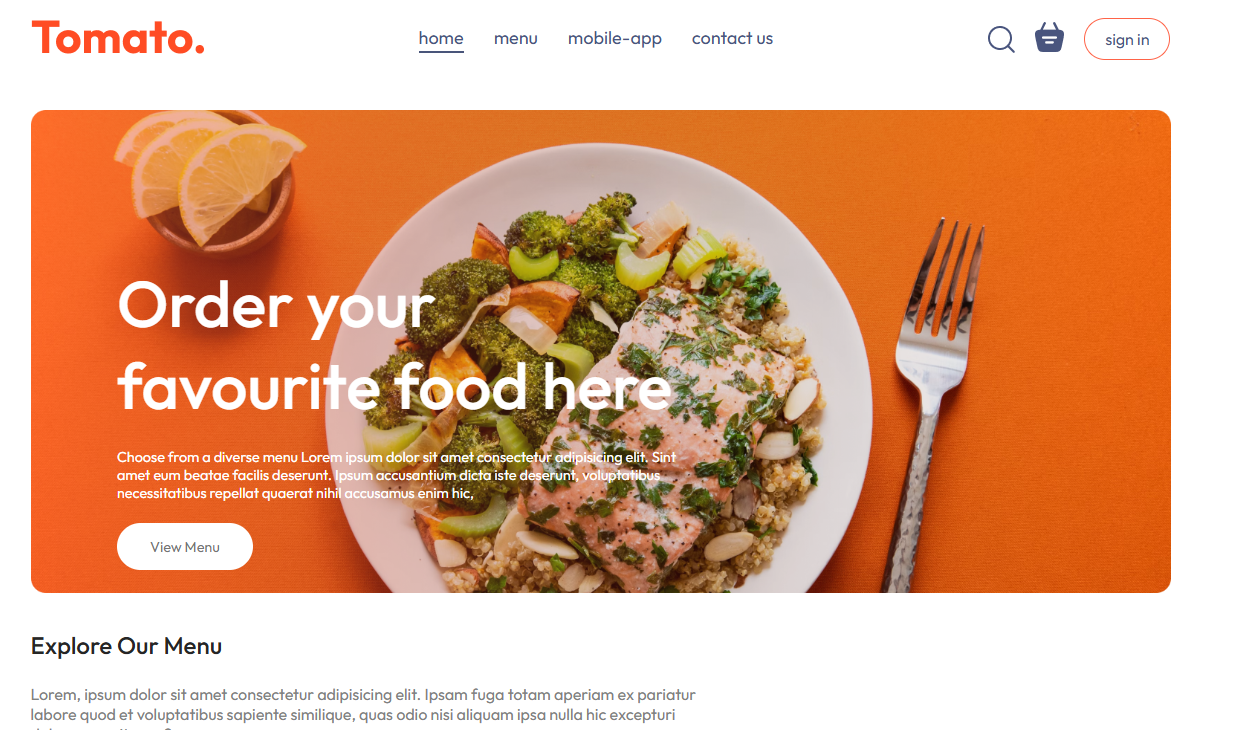 Tomato.
home menu mobile-app contact us sign in
Order your
favourite food here
Choose from a diverse menu Lorem ipsum dolor sit amet consectetur adipisicing elit. Sint
amet eum beatae facilis deserunt. Ipsum accusantium dicta iste deserunt, voluptatibus
necessitatibus repellat quaerat nihil accusamus enim hic,
View Menu
Explore Our Menu
Lorem, ipsum dolor sit amet consectetur adipisicing elit. Ipsam fuga totam aperiam ex pariatur
labore quod et voluptatibus sapiente similique, quas odio nisi aliquam ipsa nulla hic excepturi